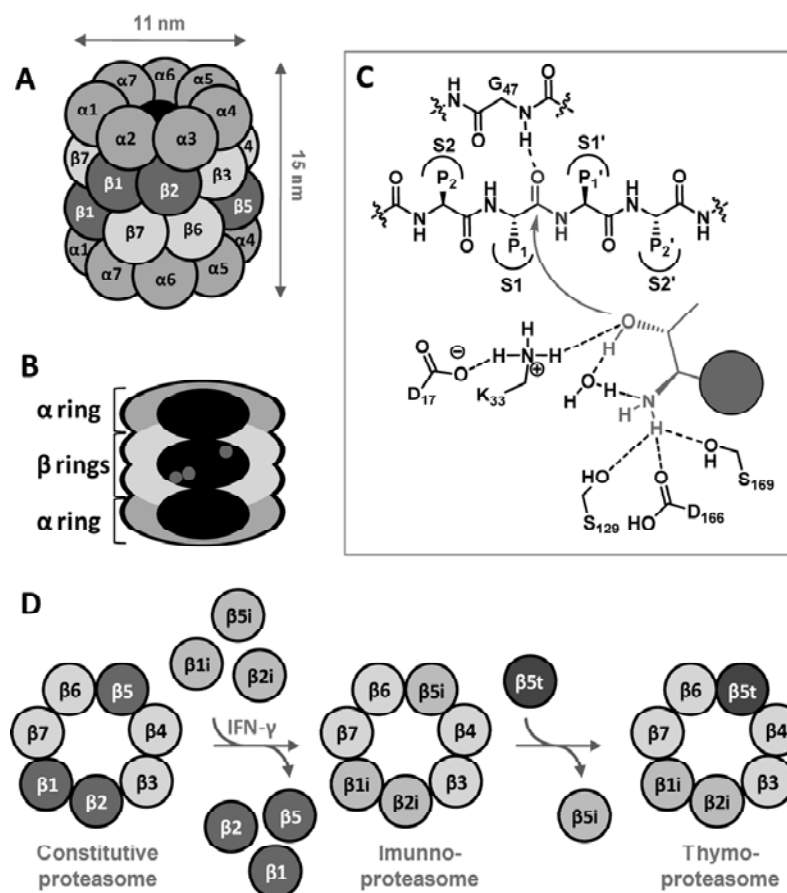 11 nm
A
α7 α6 α5
α1 α4
α2 α3
β7 4
β1 β2 β3
β1 β5
β7 β6
α1 α4
α7 α6 α5
15 nm
B
α ring
β rings
α ring
C
G47
H
N O
O N
H
S2 S1'
P2 P1'
O H O H O H
N N N N N
H O H O H O H
P1 P2'
S1 S2'
H
O ⊖ H N H O
O ⊕ H
D17 K33 O H N
H H H
HO O O
H
S129 HO D166 S169
D
β5i
β1i β2i
β6 β5
β7 β4
β1 β3
β2
IFN-γ
β2 β5
β1
Constitutive
proteasome
β6 β5i
β7 β4
β1i β3
β2i
Imunno-
proteasome
β5t
β5i
β6 β5t
β7 β4
β1i β3
β2i
Thymo-
proteasome